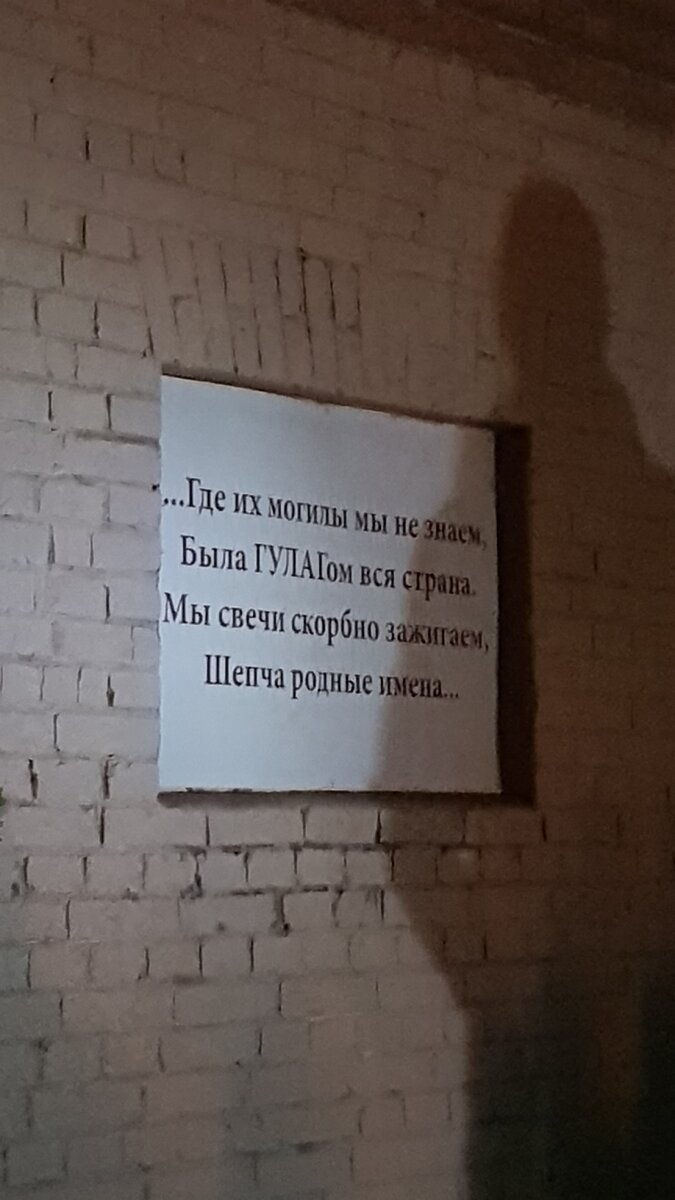 ...Где их могилы мы не знаем,
Была ГУЛАГом вся страна.
Мы свечи скорбно зажигаем,
Шепча родные имена...